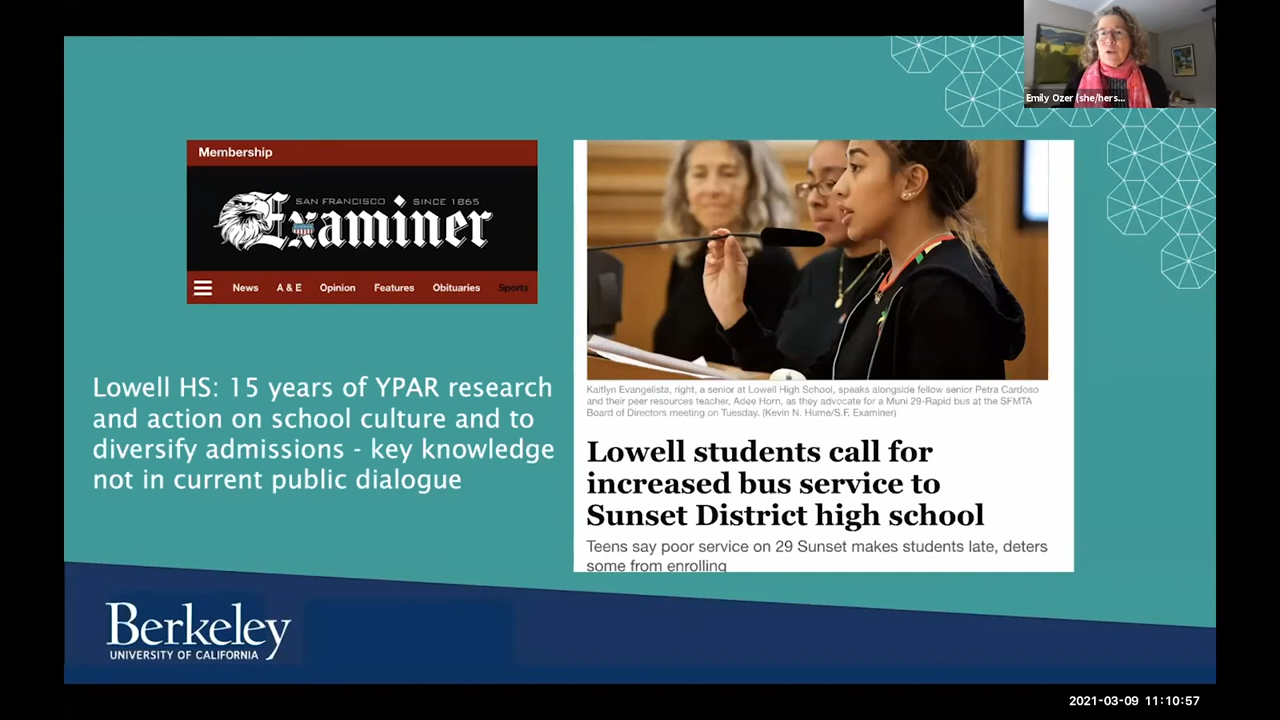 Emily Ozer (she/hers...
Membership
SAN FRANCISCO SINCE 1865
Examiner
News A & E Opinion Features Obituaries Sports
Lowell HS: 15 years of YPAR research
and action on school culture and to
diversify admissions - key knowledge
not in current public dialogue
Kaitlyn Evangelista, right, a senior at Lowell High School, speaks alongside fellow senior Petra Cardoso
and their peer resources teacher, Adee Horn, as they advocate for a Muni 29-Rapid bus at the SFMTA
Board of Directors meeting on Tuesday. (Kevin N. Hume/S.F. Examiner)
Lowell students call for
increased bus service to
Sunset District high school
Teens say poor service on 29 Sunset makes students late, deters
some from enrolling
Berkeley
UNIVERSITY OF CALIFORNIA
2021-03-09 11:10:57